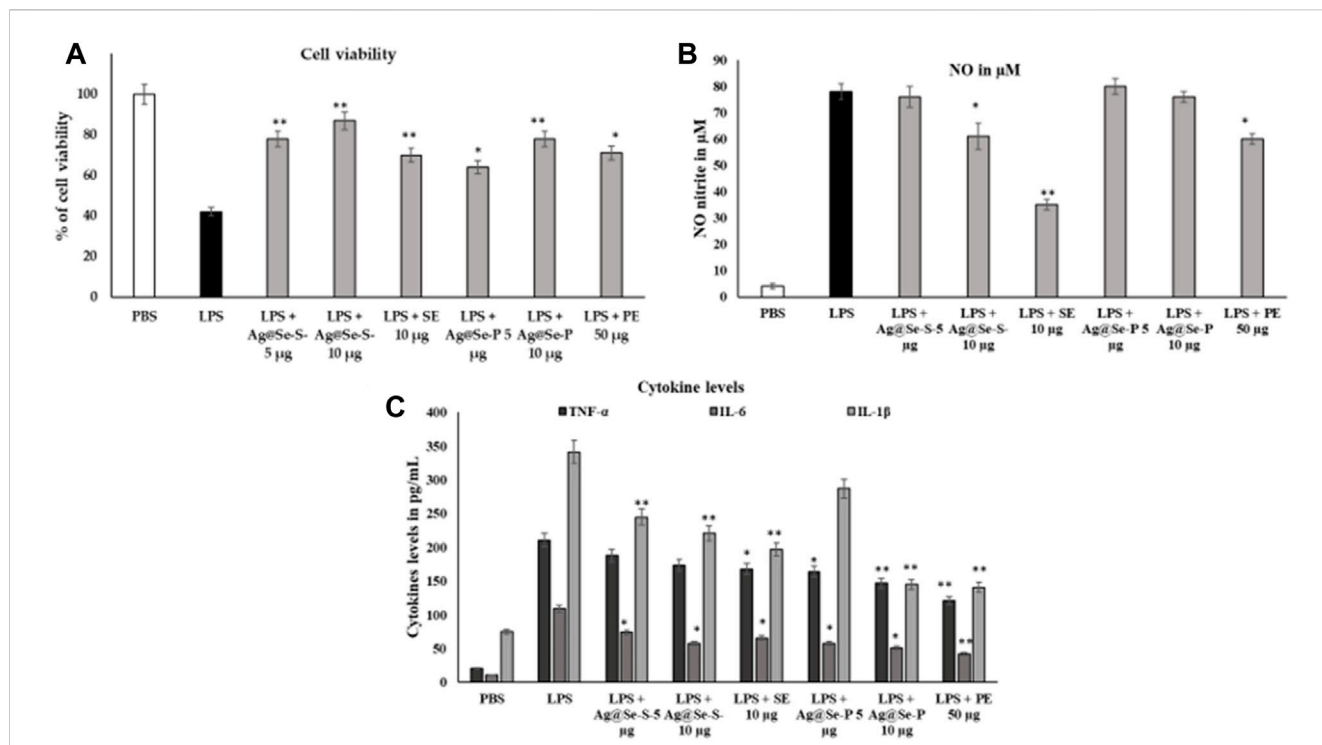 A
Cell viability
% of cell viability
100
80
60
40
20
0
**
**
**
*
**
*
PBS
LPS
LPS +
Ag@Se-S-
5 µg
LPS +
Ag@Se-S-
10 µg
LPS + SE
10 µg
LPS +
Ag@Se-P 5
µg
LPS +
Ag@Se-P
10 µg
LPS + PE
50 µg
B
NO in µM
NO nitrite in µM
90
80
70
60
50
40
30
20
10
0
*
**
*
PBS
LPS
LPS +
Ag@Se-S-5
µg
LPS +
Ag@Se-S-
10 µg
LPS + SE
10 µg
LPS +
Ag@Se-P 5
µg
LPS +
Ag@Se-P
10 µg
LPS + PE
50 µg
C
Cytokine levels
TNF-α IL-6 IL-1β
Cytokines levels in pg/mL
400
350
300
250
200
150
100
50
0
*
**
*
**
*
*
**
*
*
**
*
**
**
**
**
PBS
LPS
LPS +
Ag@Se-S-5
µg
LPS +
Ag@Se-S-
10 µg
LPS + SE
10 µg
LPS +
Ag@Se-P 5
µg
LPS +
Ag@Se-P
10 µg
LPS + PE
50 µg